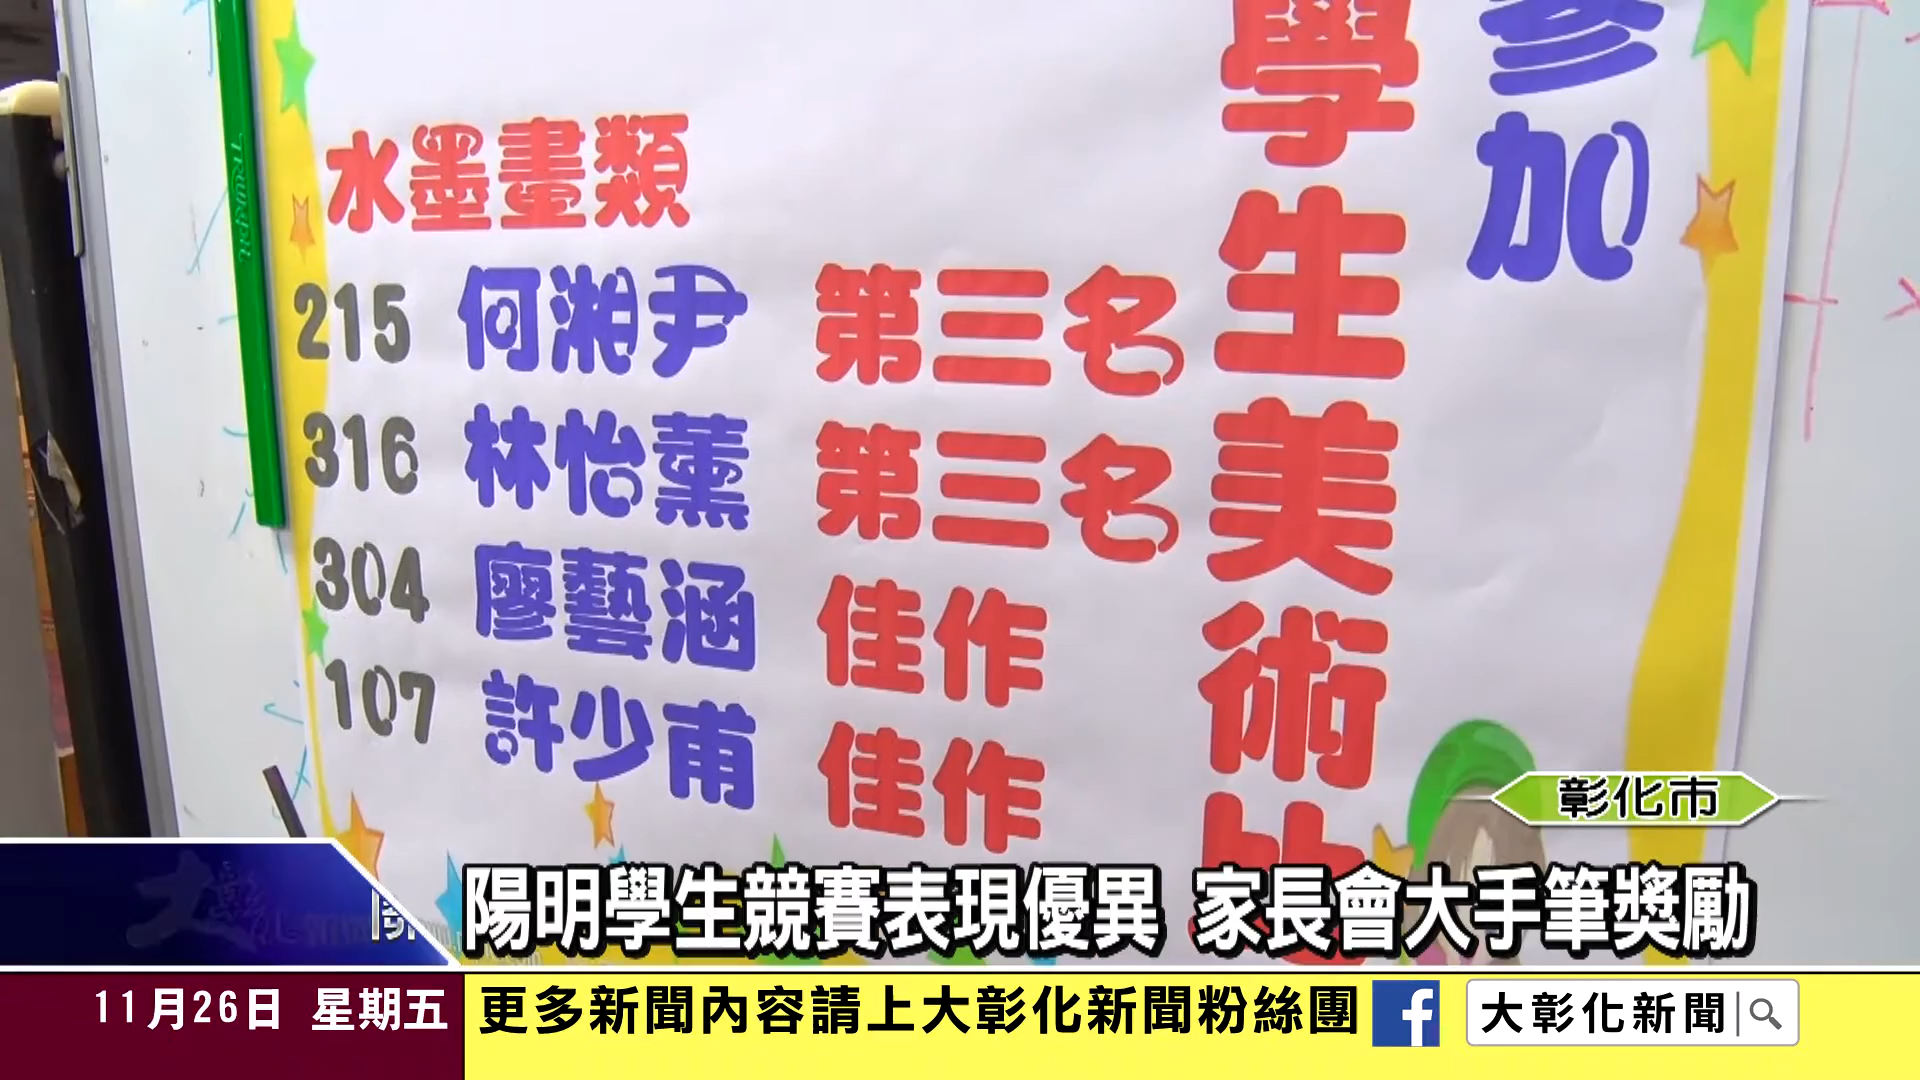 參加
學生美術比
水墨畫類
215 何湘尹 第三名
316 林怡薰 第三名
304 廖藝涵 佳作
107 許少甫 佳作
彰化市
陽明學生競賽表現優異 家長會大手筆獎勵
11月26日 星期五
更多新聞內容請上大彰化新聞粉絲團
大彰化新聞